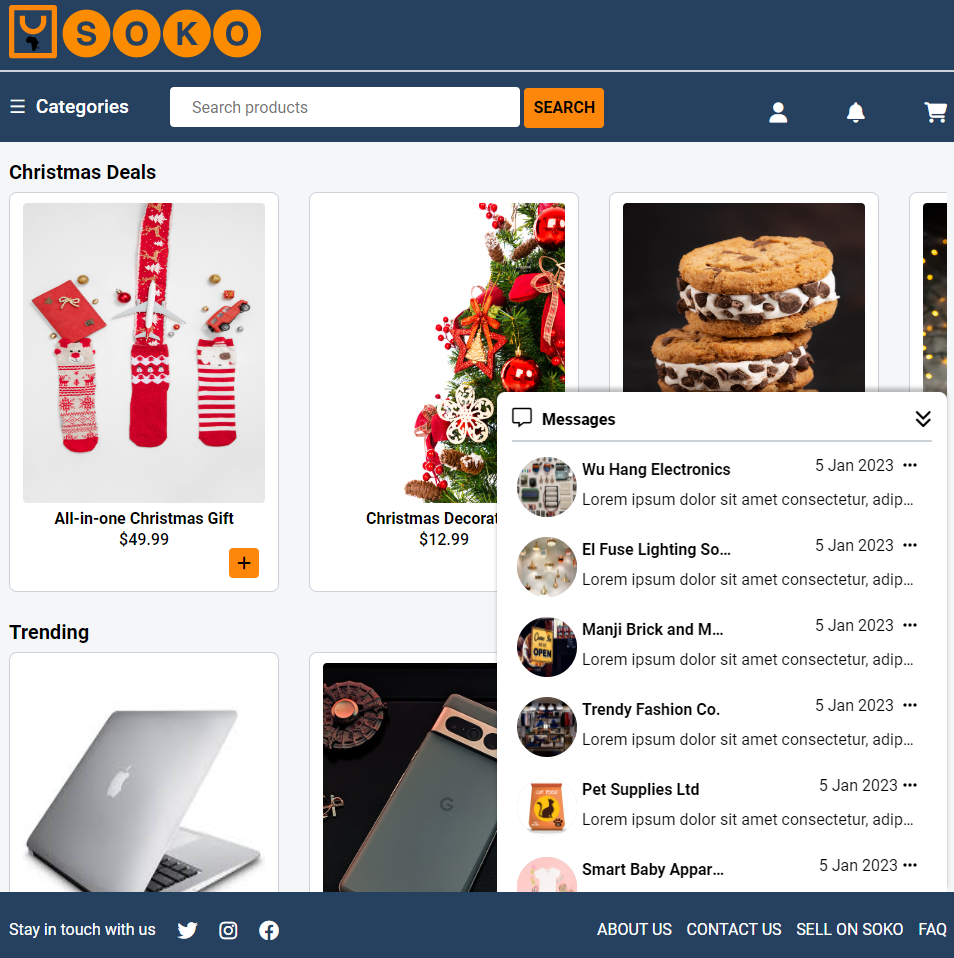 SOKO
☰ Categories
Search products
SEARCH
Christmas Deals
All-in-one Christmas Gift
$49.99
+
Christmas Decorat
$12.99
Messages
Wu Hang Electronics
5 Jan 2023 •••
Lorem ipsum dolor sit amet consectetur, adip...
El Fuse Lighting So...
5 Jan 2023 •••
Lorem ipsum dolor sit amet consectetur, adip...
OPEN
Manji Brick and M...
5 Jan 2023 •••
Lorem ipsum dolor sit amet consectetur, adip...
Trendy Fashion Co.
5 Jan 2023 •••
Lorem ipsum dolor sit amet consectetur, adip...
CAT FOOD
Pet Supplies Ltd
5 Jan 2023 •••
Lorem ipsum dolor sit amet consectetur, adip...
Smart Baby Appar...
5 Jan 2023 •••
Trending
G
Stay in touch with us
ABOUT US
CONTACT US
SELL ON SOKO
FAQ